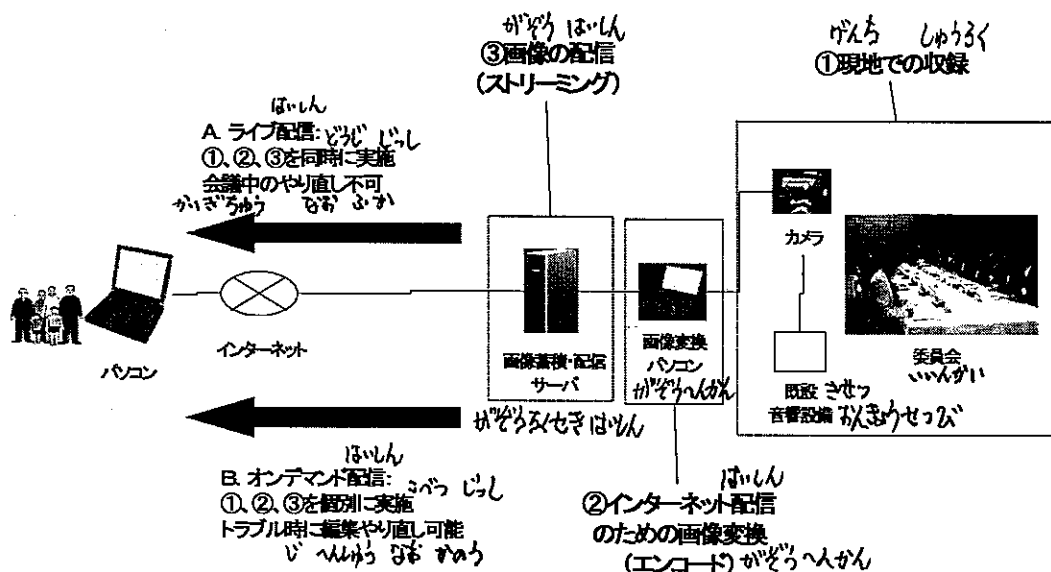 がぞう はいしん
③画像の配信
(ストリーミング)
げんち しゅうろく
①現地での収録
はいしん
A. ライブ配信: どうじ じっし
①、②、③を同時に実施
会議中のやり直し不可
かいぎちゅう なお ふか
カメラ
パソコン
インターネット
画像蓄積・配信
サーバ
がぞうちくせき はいしん
画像変換
パソコン
がぞうへんかん
既設 きせつ
音響設備 おんきょうせつび
委員会
いいんかい
はいしん
B. オンデマンド配信: こべつ じっし
①、②、③を個別に実施
トラブル時に編集やり直し可能
じ へんしゅう なお かのう
はいしん
②インターネット配信
のための画像変換
(エンコード) がぞうへんかん